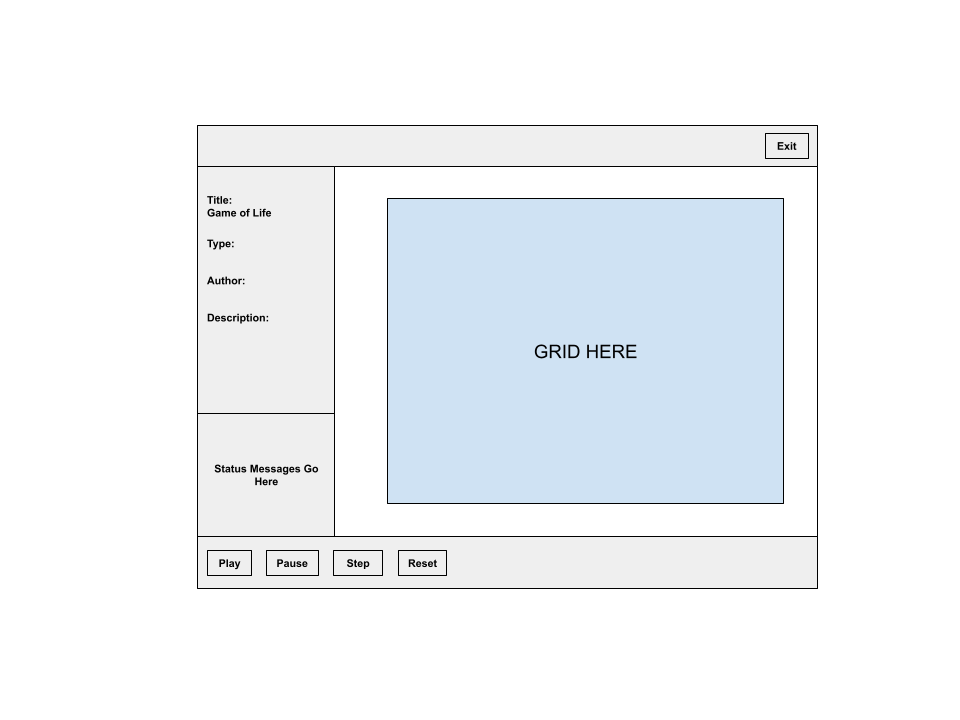 Exit
Title:
Game of Life
Type:
Author:
Description:
GRID HERE
Status Messages Go
Here
Play
Pause
Step
Reset